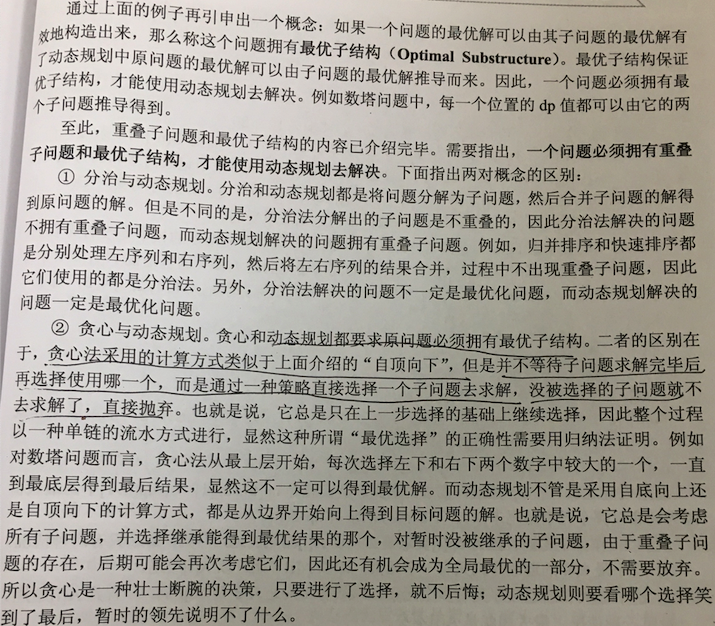 通过上面的例子再引申出一个概念：如果一个问题的最优解可以由其子问题的最优解有
效地构造出来，那么称这个问题拥有最优子结构（Optimal Substructure）。最优子结构保证
了动态规划中原问题的最优解可以由子问题的最优解推导而来。因此，一个问题必须拥有最
优子结构，才能使用动态规划去解决。例如数塔问题中，每一个位置的 dp 值都可以由它的两
个子问题推导得到。
至此，重叠子问题和最优子结构的内容已介绍完毕。需要指出，一个问题必须拥有重叠
子问题和最优子结构，才能使用动态规划去解决。下面指出两对概念的区别：
① 分治与动态规划。分治和动态规划都是将问题分解为子问题，然后合并子问题的解得
到原问题的解。但是不同的是，分治法分解出的子问题是不重叠的，因此分治法解决的问题
不拥有重叠子问题，而动态规划解决的问题拥有重叠子问题。例如，归并排序和快速排序都
是分别处理左序列和右序列，然后将左右序列的结果合并，过程中不出现重叠子问题，因此
它们使用的都是分治法。另外，分治法解决的问题不一定是最优化问题，而动态规划解决的
问题一定是最优化问题。
② 贪心与动态规划。贪心和动态规划都要求原问题必须拥有最优子结构。二者的区别在
于，贪心法采用的计算方式类似于上面介绍的“自顶向下”，但是并不等待子问题求解完毕后
再选择使用哪一个，而是通过一种策略直接选择一个子问题去求解，没被选择的子问题就不
去求解了，直接抛弃。也就是说，它总是只在上一步选择的基础上继续选择，因此整个过程
以一种单链的流水方式进行，显然这种所谓“最优选择”的正确性需要用归纳法证明。例如
对数塔问题而言，贪心法从最上层开始，每次选择左下和右下两个数字中较大的一个，一直
到最底层得到最后结果，显然这不一定可以得到最优解。而动态规划不管是采用自底向上还
是自顶向下的计算方式，都是从边界开始向上得到目标问题的解。也就是说，它总是会考虑
所有子问题，并选择继承能得到最优结果的那个，对暂时没被继承的子问题，由于重叠子问
题的存在，后期可能会再次考虑它们，因此还有机会成为全局最优的一部分，不需要放弃。
所以贪心是一种壮士断腕的决策，只要进行了选择，就不后悔；动态规划则要看哪个选择笑
到了最后，暂时的领先说明不了什么。